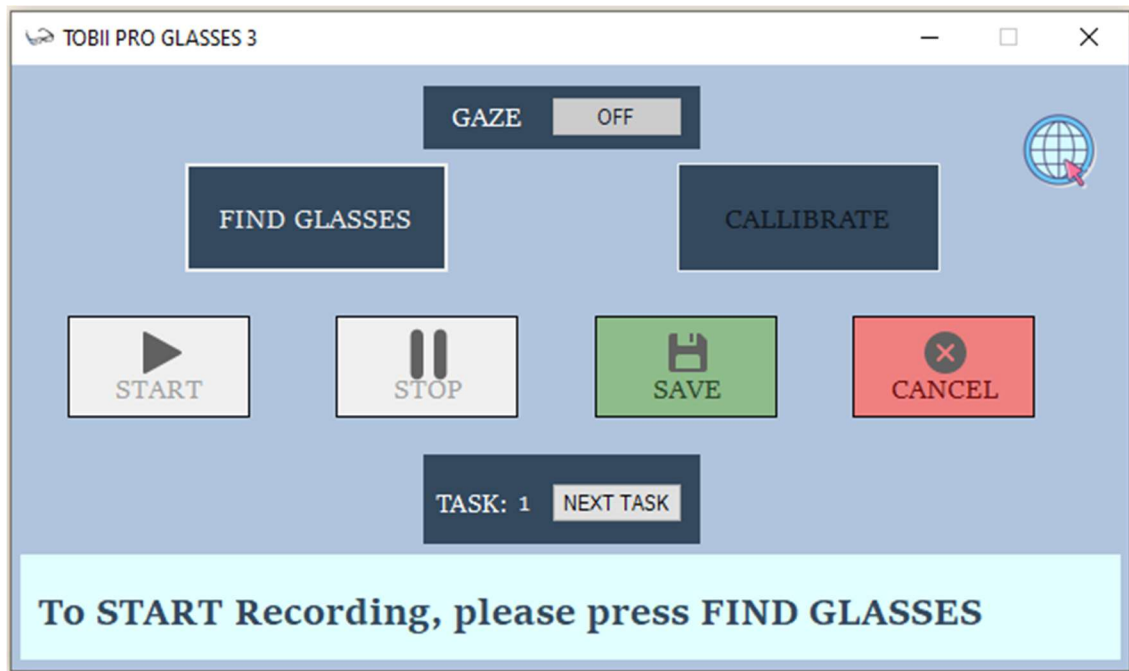 TOBII PRO GLASSES 3
GAZE OFF
FIND GLASSES
CALLIBRATE
START
STOP
SAVE
CANCEL
TASK: 1 NEXT TASK
To START Recording, please press FIND GLASSES